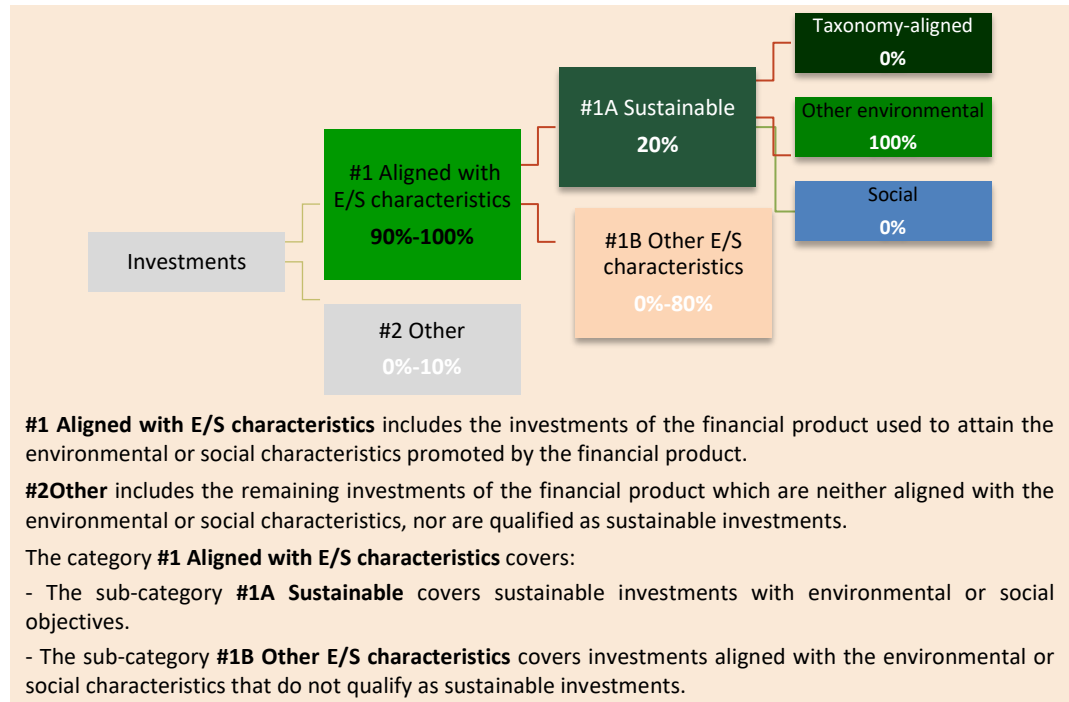 Taxonomy-aligned
0%
#1A Sustainable
20%
Other environmental
100%
#1 Aligned with
E/S characteristics
90%-100%
Social
0%
#1B Other E/S
characteristics
0%-80%
Investments
#2 Other
0%-10%
#1 Aligned with E/S characteristics includes the investments of the financial product used to attain the
environmental or social characteristics promoted by the financial product.
#2Other includes the remaining investments of the financial product which are neither aligned with the
environmental or social characteristics, nor are qualified as sustainable investments.
The category #1 Aligned with E/S characteristics covers:
- The sub-category #1A Sustainable covers sustainable investments with environmental or social
objectives.
- The sub-category #1B Other E/S characteristics covers investments aligned with the environmental or
social characteristics that do not qualify as sustainable investments.